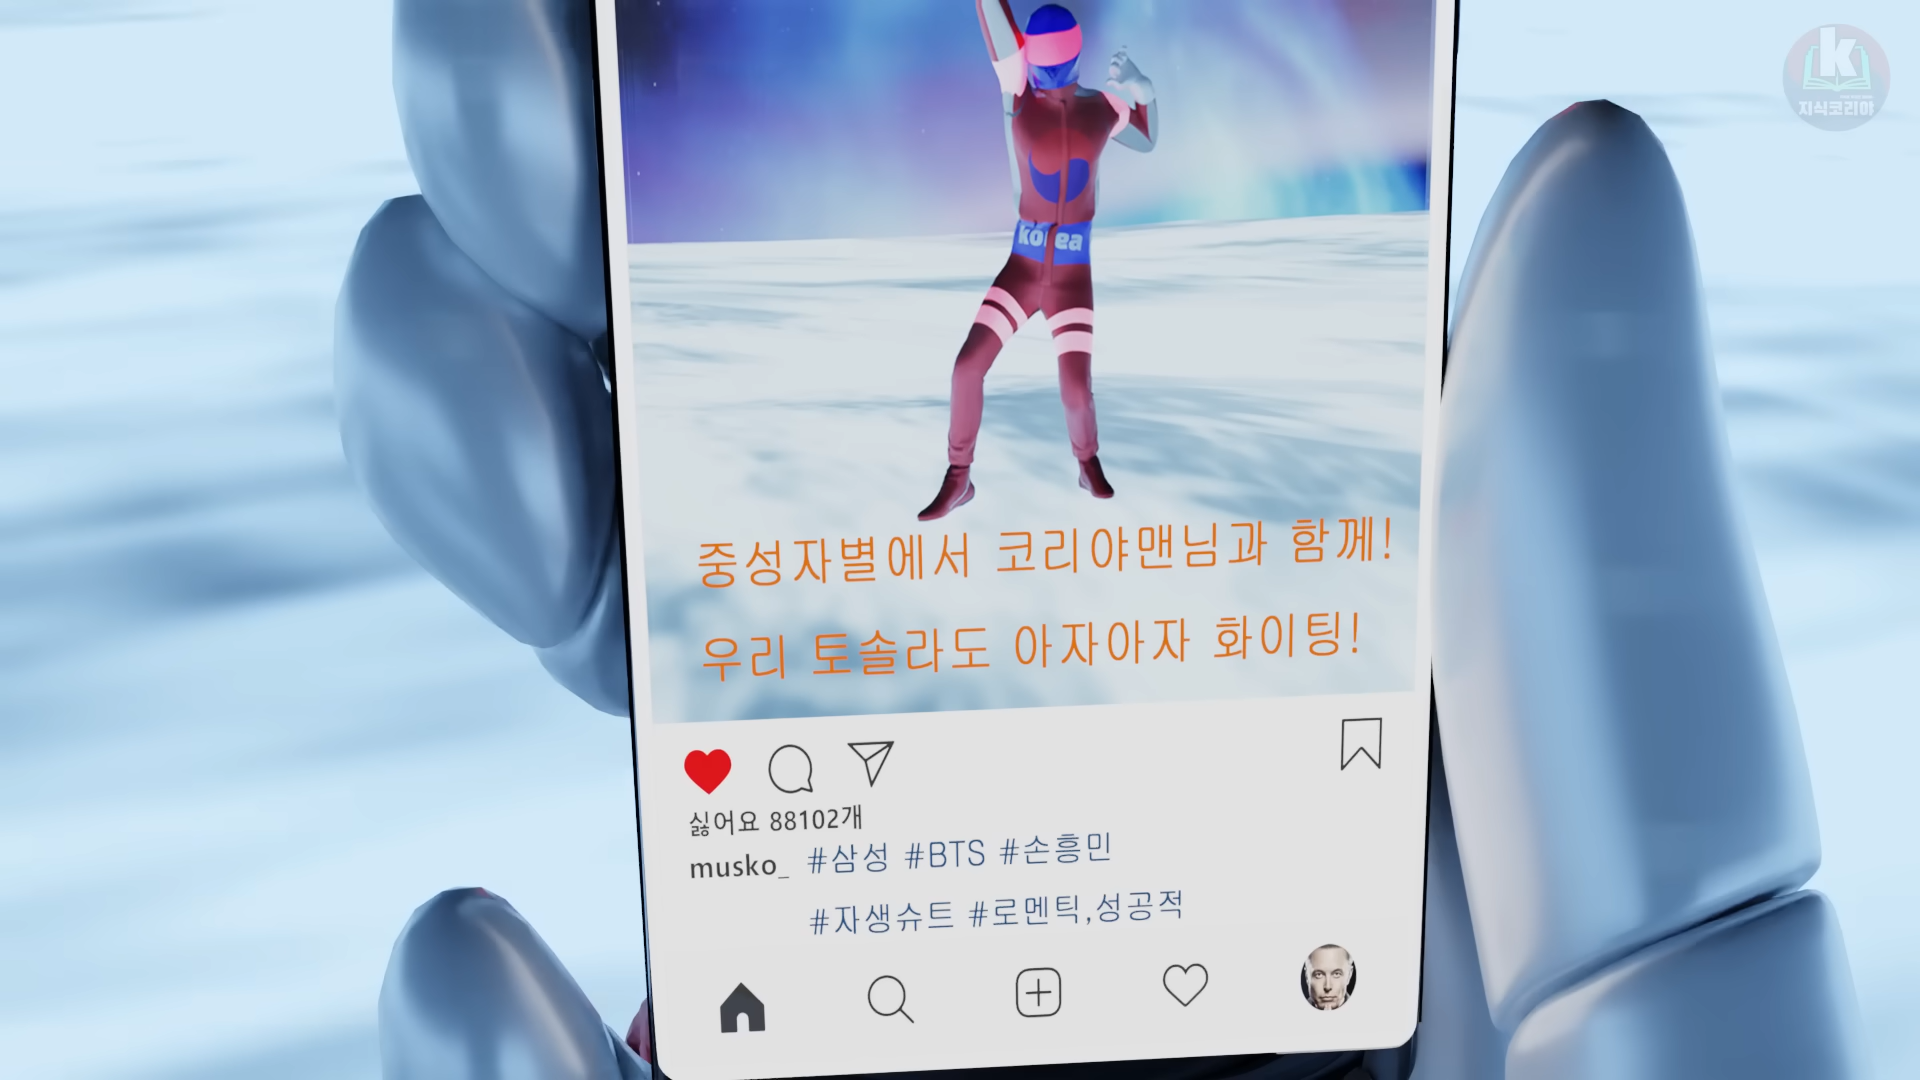 k
지식코리아
korea
중성자별에서 코리야맨님과 함께!
우리 토솔라도 아자아자 화이팅!
싫어요 88102개
musko_ #삼성 #BTS #손흥민
#자생슈트 #로멘틱,성공적